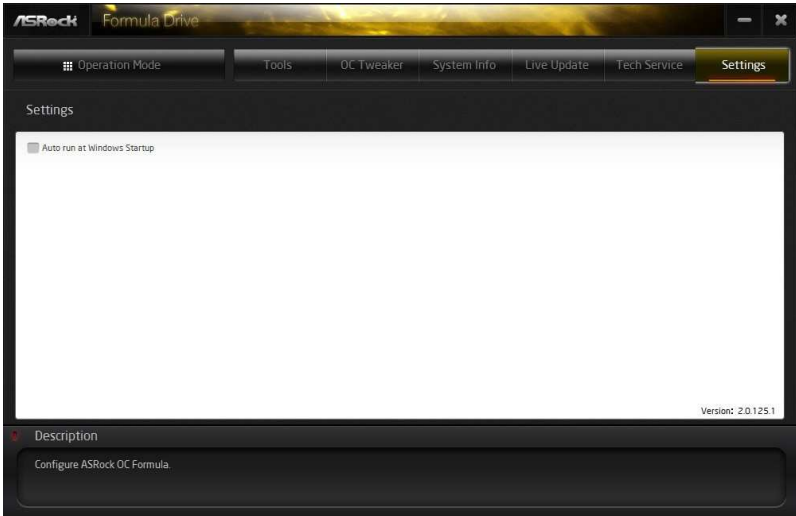 ASRock Formula Drive
Operation Mode Tools OC Tweaker System Info Live Update Tech Service Settings
Settings
Auto run at Windows Startup
Version: 2.0.125.1
Description
Configure ASRock OC Formula.